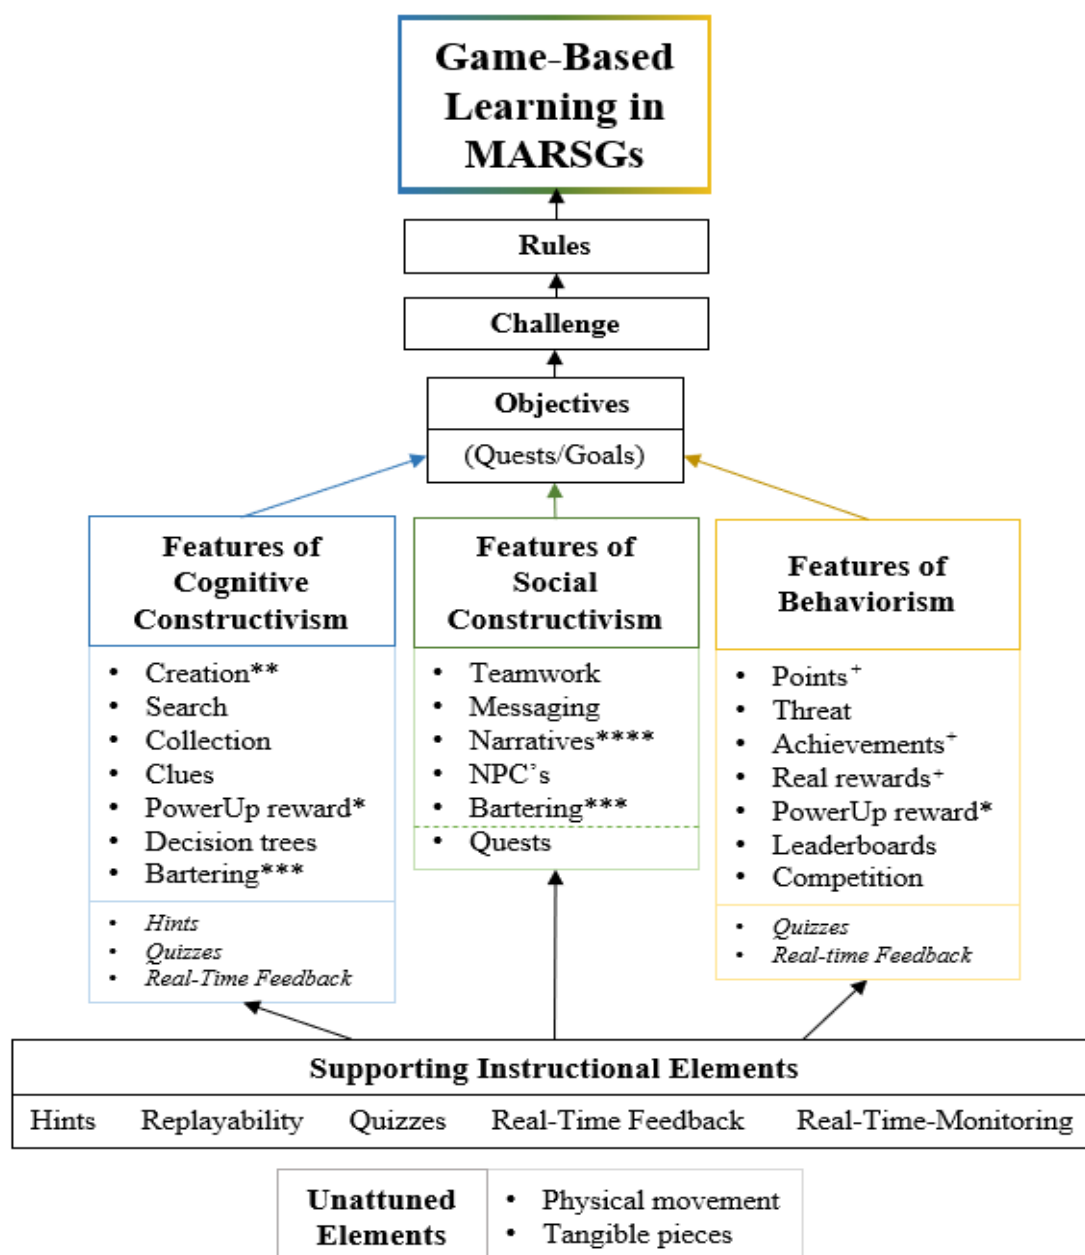 Game-Based
Learning in
MARSGs
Rules
Challenge
Objectives
(Quests/Goals)
Features of
Cognitive
Constructivism
• Creation**
• Search
• Collection
• Clues
• PowerUp reward*
• Decision trees
• Bartering***
• Hints
• Quizzes
• Real-Time Feedback
Features of
Social
Constructivism
• Teamwork
• Messaging
• Narratives****
• NPC's
• Bartering***
• Quests
Features of
Behaviorism
• Points⁺
• Threat
• Achievements⁺
• Real rewards⁺
• PowerUp reward*
• Leaderboards
• Competition
• Quizzes
• Real-time Feedback
Supporting Instructional Elements
Hints Replayability Quizzes Real-Time Feedback Real-Time-Monitoring
Unattuned
Elements
• Physical movement
• Tangible pieces